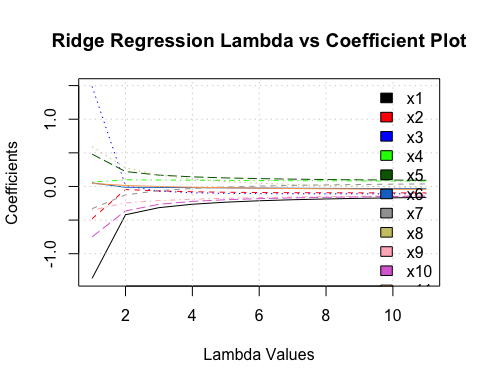 Ridge Regression Lambda vs Coefficient Plot
Coefficients
1.0
0.0
-1.0
x1
x2
x3
x4
x5
x6
x7
x8
x9
x10
2 4 6 8 10
Lambda Values